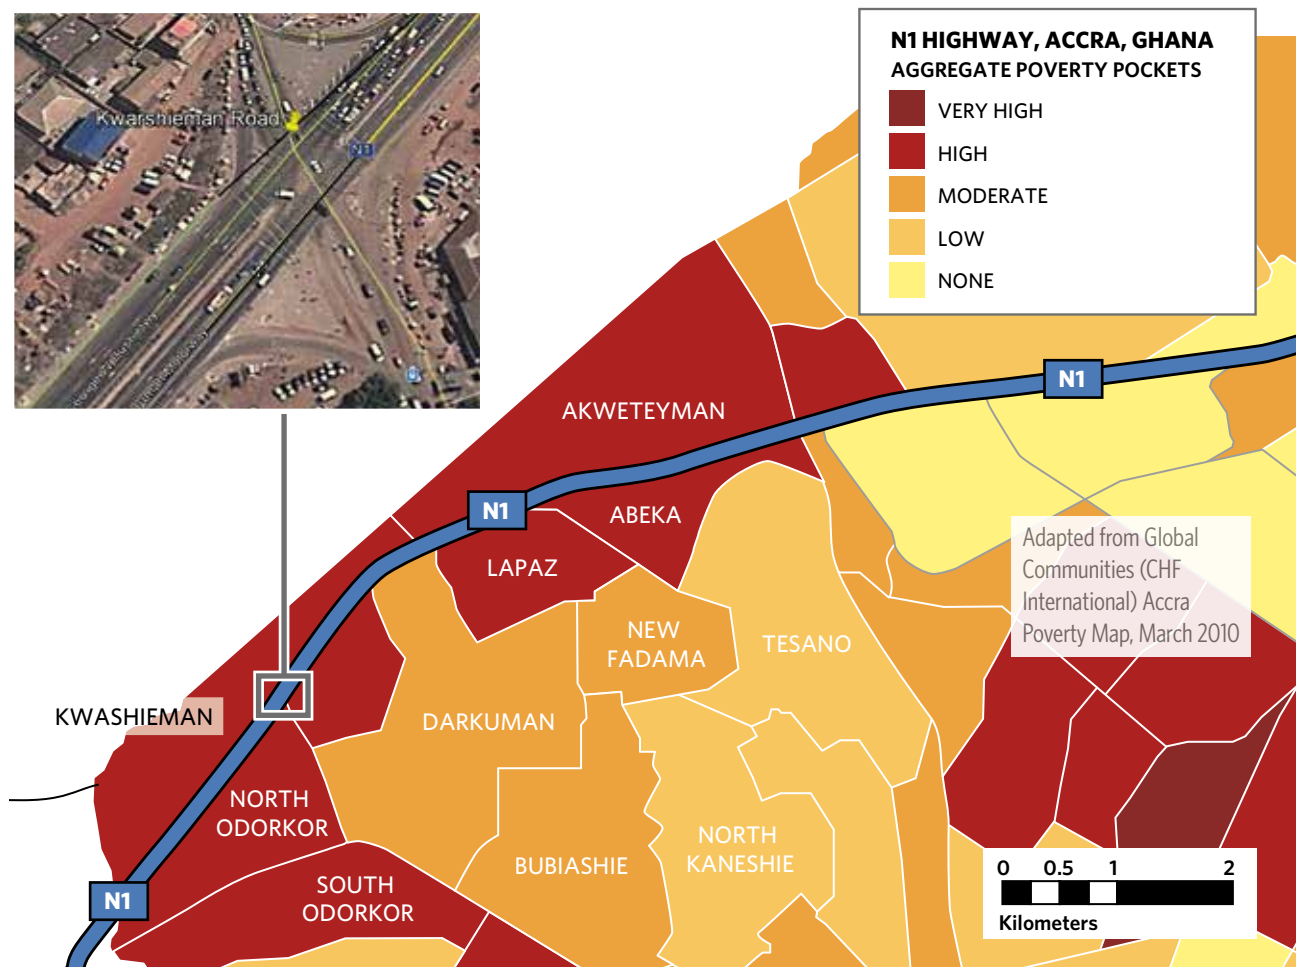 Kwarshieman Road
N1
N1 HIGHWAY, ACCRA, GHANA
AGGREGATE POVERTY POCKETS
VERY HIGH
HIGH
MODERATE
LOW
NONE
N1
AKWETEYMAN
N1
ABEKA
LAPAZ
Adapted from Global
Communities (CHF
International) Accra
Poverty Map, March 2010
NEW
FADAMA
TESANO
KWASHIEMAN
DARKUMAN
NORTH
ODORKOR
NORTH
KANESHIE
BUBIASHIE
SOUTH
ODORKOR
N1
0 0.5 1 2
Kilometers